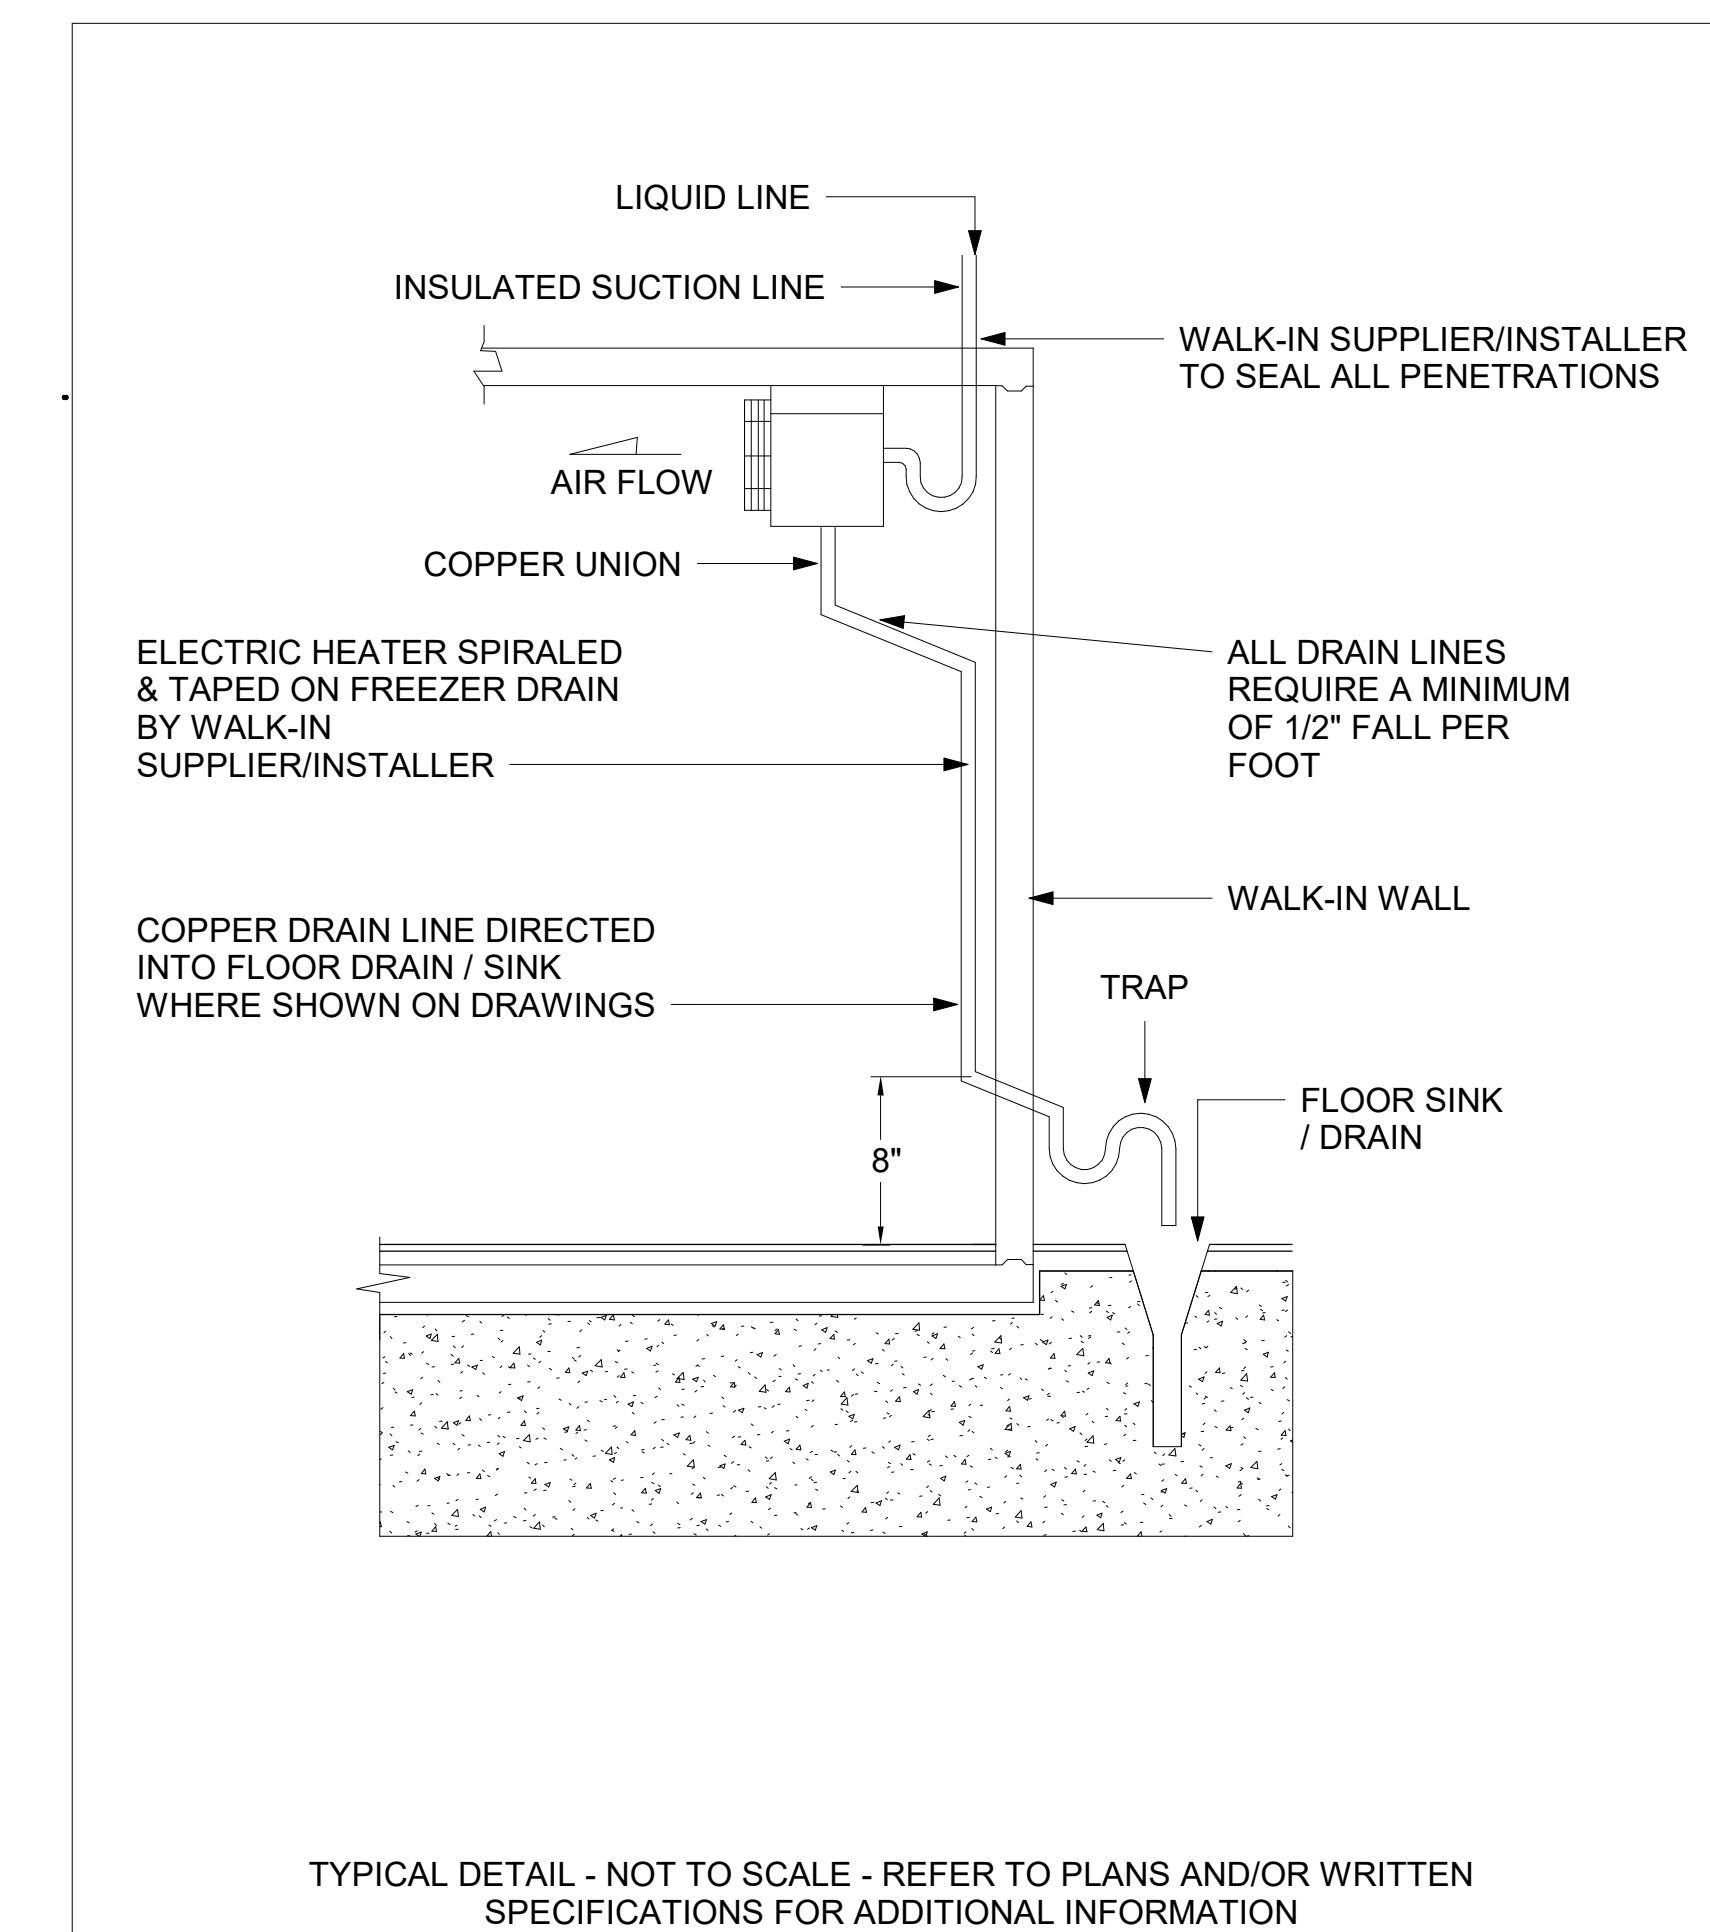 LIQUID LINE
INSULATED SUCTION LINE
WALK-IN SUPPLIER/INSTALLER
TO SEAL ALL PENETRATIONS
AIR FLOW
COPPER UNION
ELECTRIC HEATER SPIRALED
& TAPED ON FREEZER DRAIN
BY WALK-IN
SUPPLIER/INSTALLER
ALL DRAIN LINES
REQUIRE A MINIMUM
OF 1/2" FALL PER
FOOT
WALK-IN WALL
COPPER DRAIN LINE DIRECTED
INTO FLOOR DRAIN / SINK
WHERE SHOWN ON DRAWINGS
TRAP
FLOOR SINK
/ DRAIN
8"
TYPICAL DETAIL - NOT TO SCALE - REFER TO PLANS AND/OR WRITTEN
SPECIFICATIONS FOR ADDITIONAL INFORMATION